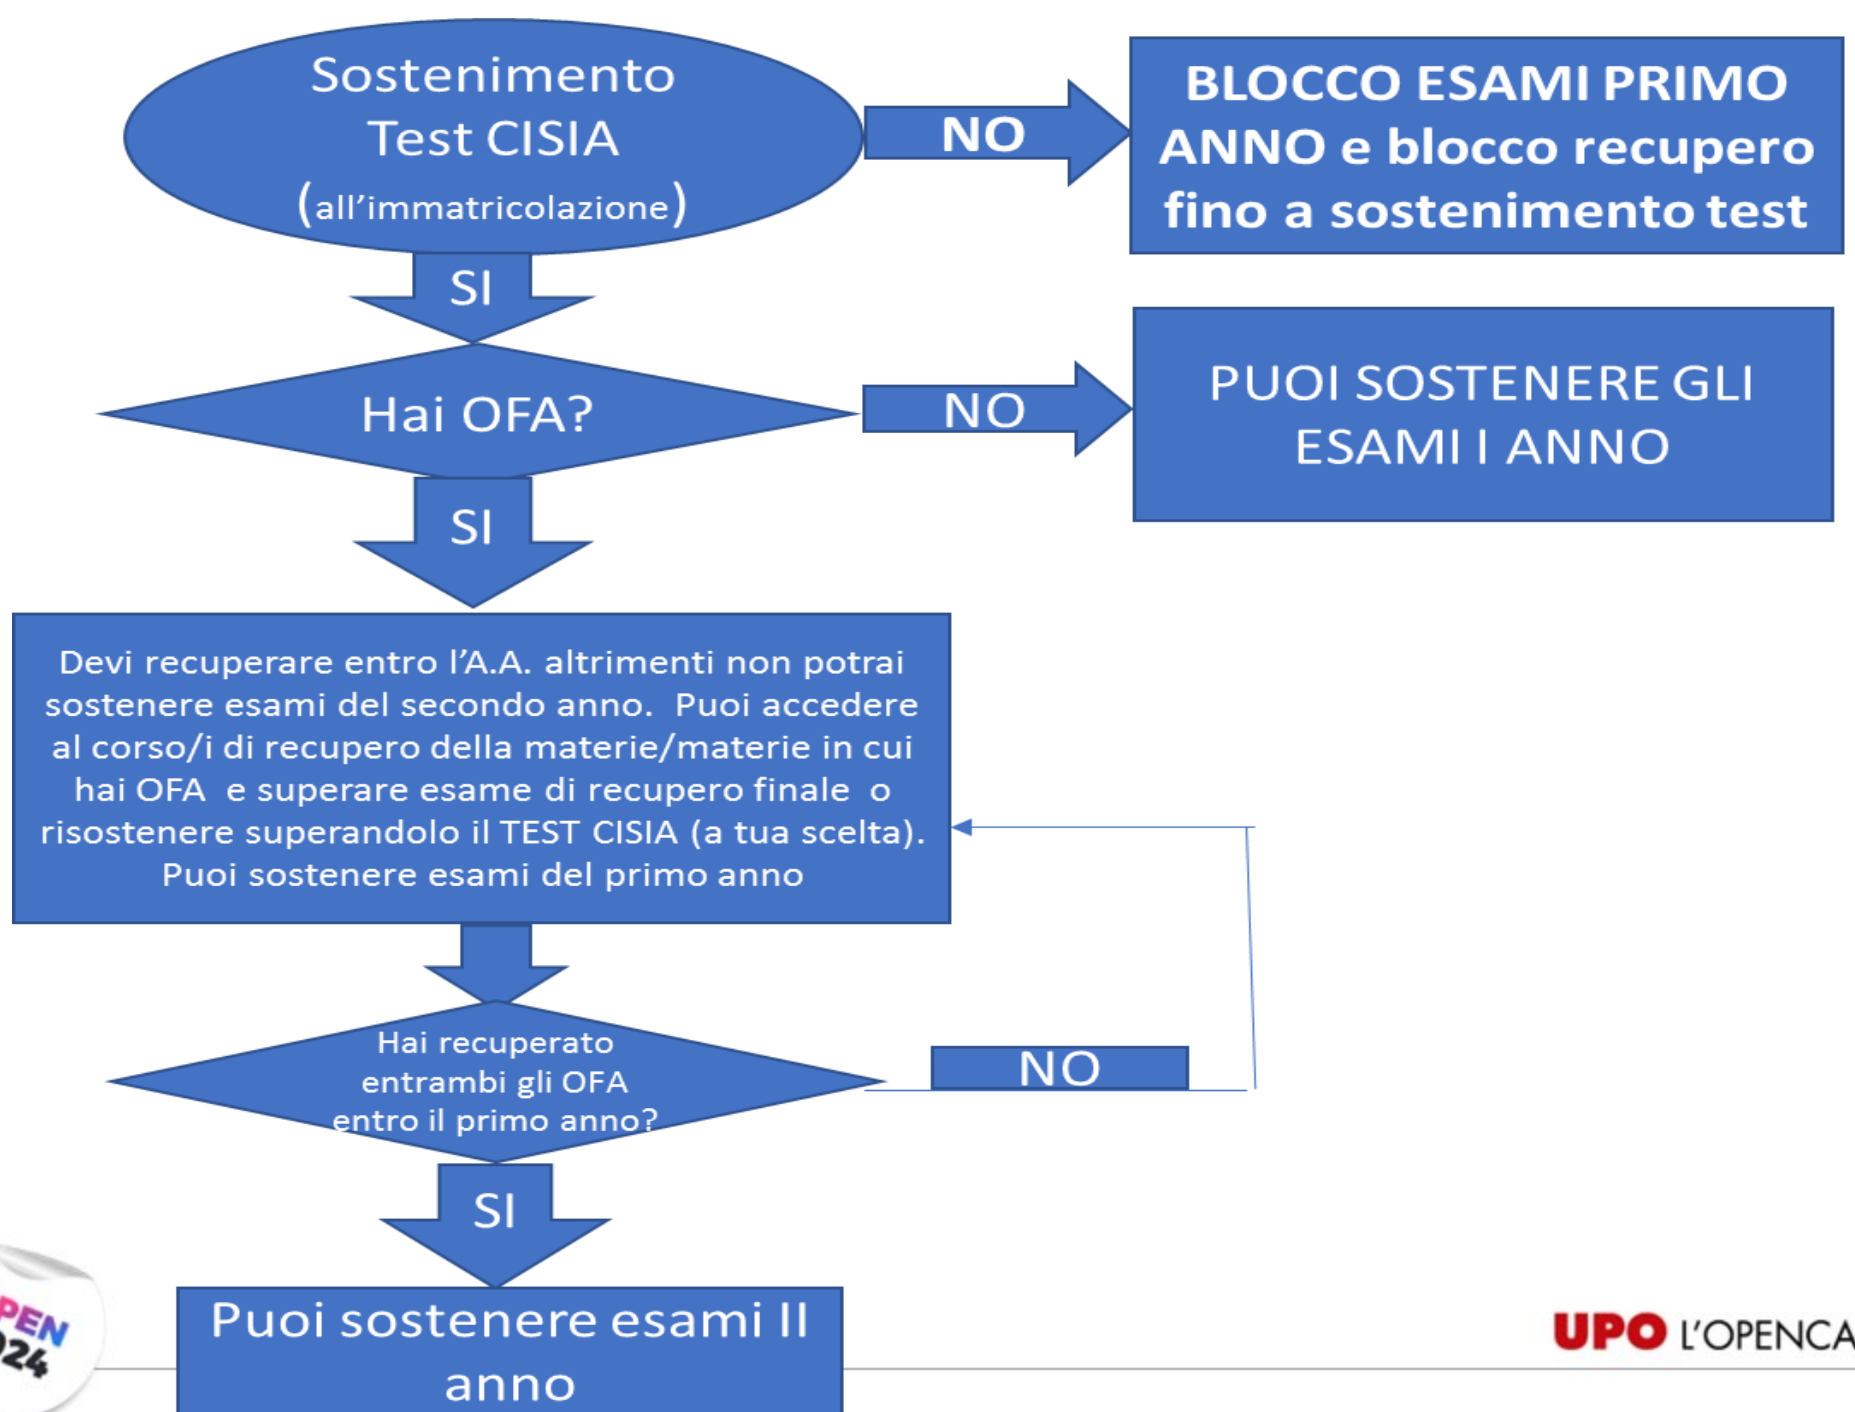 Sostenimento
Test CISIA
(all'immatricolazione)
NO
BLOCCO ESAMI PRIMO
ANNO e blocco recupero
fino a sostenimento test
SI
Hai OFA?
NO
PUOI SOSTENERE GLI
ESAMI I ANNO
SI
Devi recuperare entro l'A.A. altrimenti non potrai
sostenere esami del secondo anno. Puoi accedere
al corso/i di recupero della materie/materie in cui
hai OFA e superare esame di recupero finale o
risostenere superandolo il TEST CISIA (a tua scelta).
Puoi sostenere esami del primo anno
Hai recuperato
entrambi gli OFA
entro il primo anno?
NO
SI
Puoi sostenere esami II
anno
UPO L'OPENCA